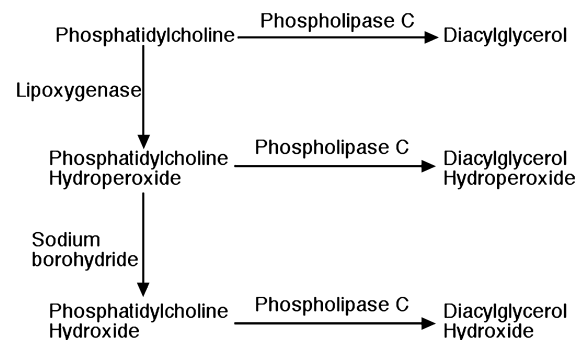 Phospholipase C
Phosphatidylcholine
Diacylglycerol
Lipoxygenase
Phospholipase C
Phosphatidylcholine
Hydroperoxide
Diacylglycerol
Hydroperoxide
Sodium
borohydride
Phospholipase C
Phosphatidylcholine
Hydroxide
Diacylglycerol
Hydroxide